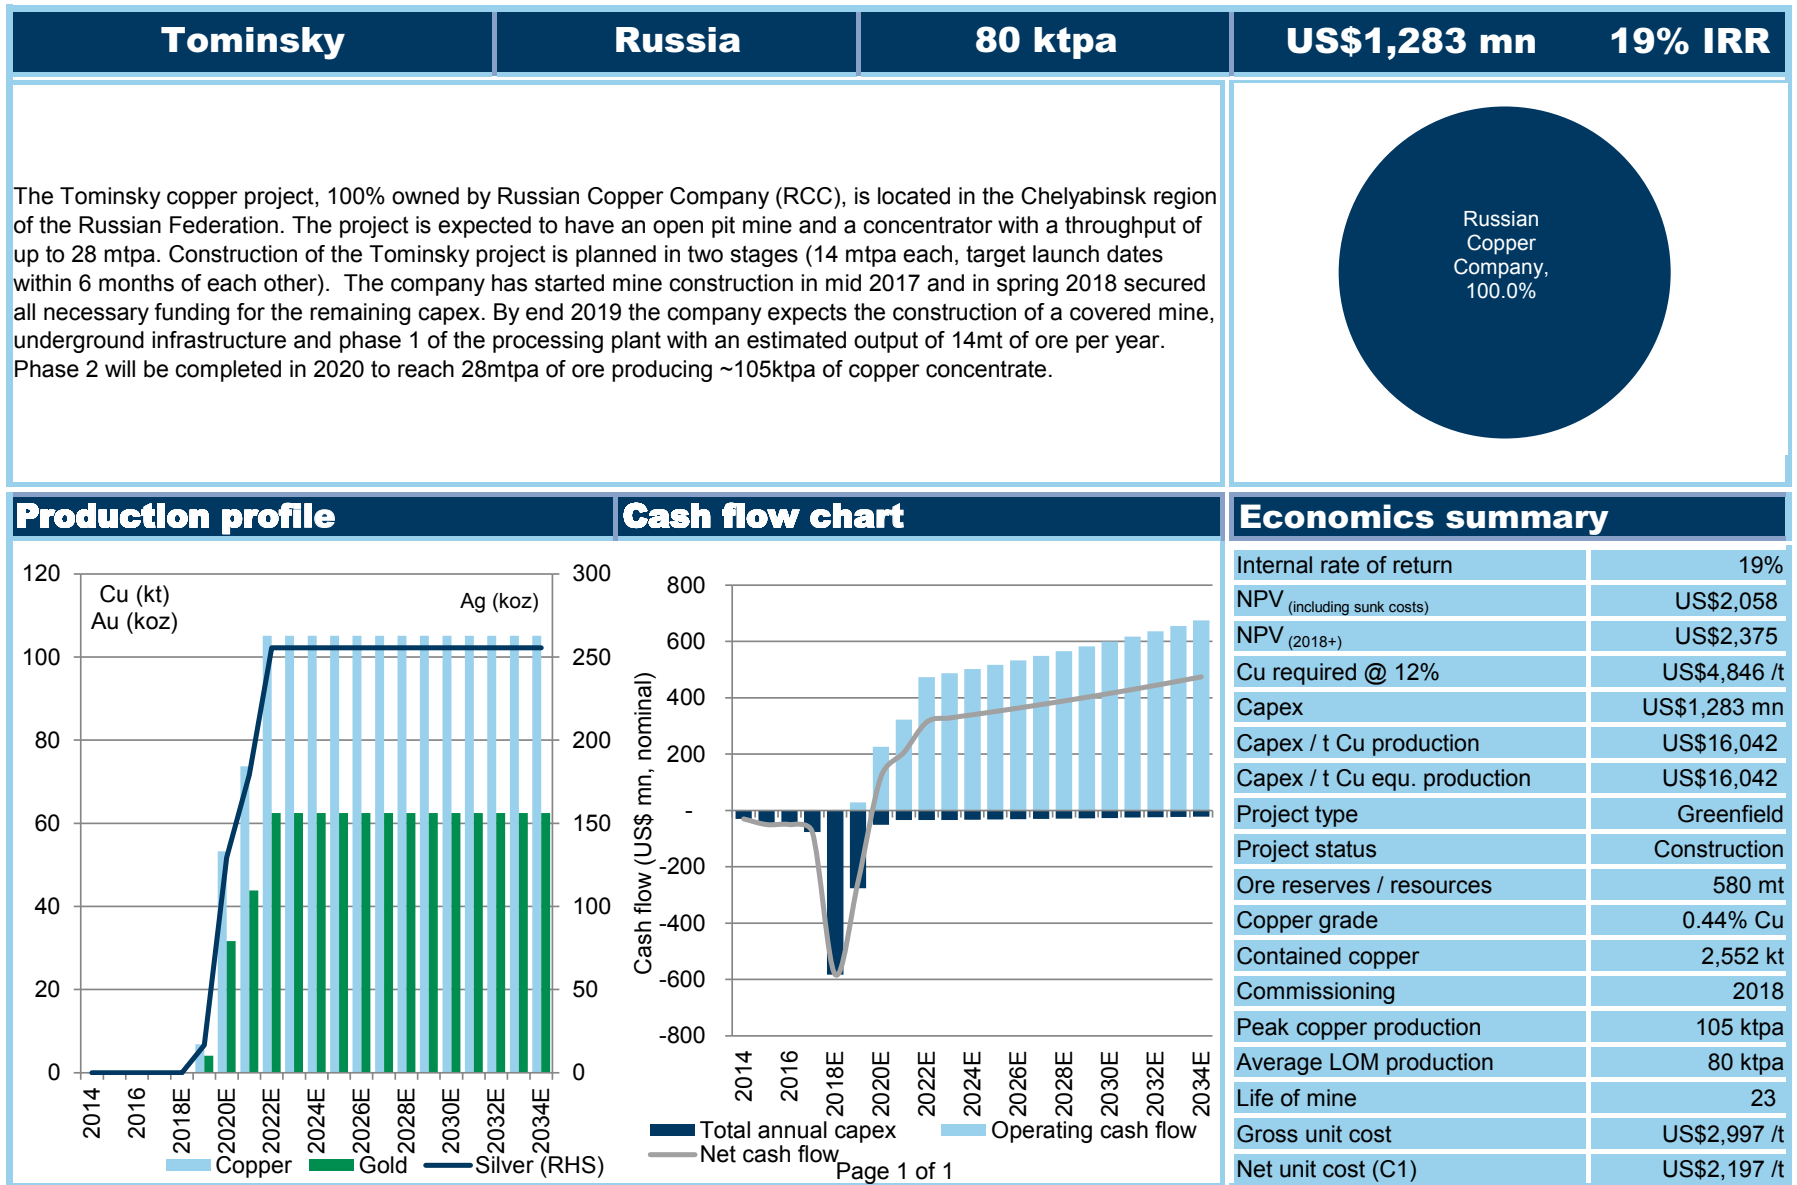 Tominsky Russia 80 ktpa US$1,283 mn 19% IRR
The Tominsky copper project, 100% owned by Russian Copper Company (RCC), is located in the Chelyabinsk region
of the Russian Federation. The project is expected to have an open pit mine and a concentrator with a throughput of
up to 28 mtpa. Construction of the Tominsky project is planned in two stages (14 mtpa each, target launch dates
within 6 months of each other).  The company has started mine construction in mid 2017 and in spring 2018 secured
all necessary funding for the remaining capex. By end 2019 the company expects the construction of a covered mine,
underground infrastructure and phase 1 of the processing plant with an estimated output of 14mt of ore per year.
Phase 2 will be completed in 2020 to reach 28mtpa of ore producing ~105ktpa of copper concentrate.
Russian
Copper
Company,
100.0%
Production profile
120
100
80
60
40
20
0
Cu (kt)
Au (koz)
Ag (koz)
300
250
200
150
100
50
0
2014
2016
2018E
2020E
2022E
2024E
2026E
2028E
2030E
2032E
2034E
Copper Gold Silver (RHS)
Cash flow chart
Cash flow (US$ mn, nominal)
800
600
400
200
-
-200
-400
-600
-800
2014
2016
2018E
2020E
2022E
2024E
2026E
2028E
2030E
2032E
2034E
Total annual capex Operating cash flow
Net cash flow
Page 1 of 1
Economics summary
Internal rate of return 19%
NPV (including sunk costs) US$2,058
NPV (2018+) US$2,375
Cu required @ 12% US$4,846 /t
Capex US$1,283 mn
Capex / t Cu production US$16,042
Capex / t Cu equ. production US$16,042
Project type Greenfield
Project status Construction
Ore reserves / resources 580 mt
Copper grade 0.44% Cu
Contained copper 2,552 kt
Commissioning 2018
Peak copper production 105 ktpa
Average LOM production 80 ktpa
Life of mine 23
Gross unit cost US$2,997 /t
Net unit cost (C1) US$2,197 /t